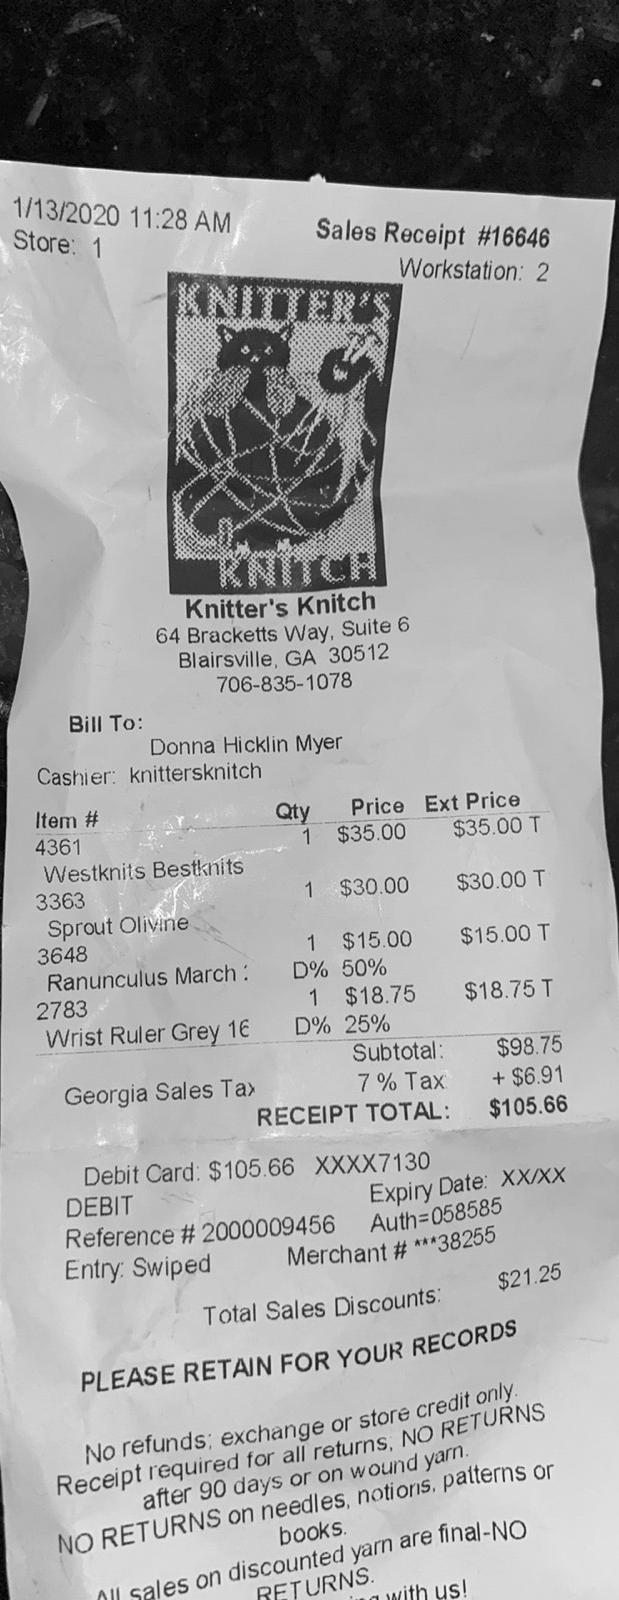 1/13/2020 11:28 AM
Sales Receipt #16646
Store: 1
Workstation: 2
KNITTER'S
KNITCH
Knitter's Knitch
64 Bracketts Way, Suite 6
Blairsville, GA 30512
706-835-1078
Bill To:
Donna Hicklin Myer
Cashier: knittersknitch
Item # Qty Price Ext Price
4361 1 $35.00 $35.00 T
Westknits Bestknits
3363 1 $30.00 $30.00 T
Sprout Olivine
3648 1 $15.00 $15.00 T
Ranunculus March : D% 50%
2783 1 $18.75 $18.75 T
Wrist Ruler Grey 16 D% 25%
Subtotal: $98.75
Georgia Sales Tax 7 % Tax: + $6.91
RECEIPT TOTAL: $105.66
Debit Card: $105.66 XXXX7130
DEBIT Expiry Date: XX/XX
Reference # 2000009456 Auth=058585
Entry: Swiped Merchant # ***38255
Total Sales Discounts: $21.25
PLEASE RETAIN FOR YOUR RECORDS
No refunds; exchange or store credit only.
Receipt required for all returns, NO RETURNS
after 90 days or on wound yarn.
NO RETURNS on needles, notions, patterns or
books.
All sales on discounted yarn are final-NO
RETURNS.
with us!